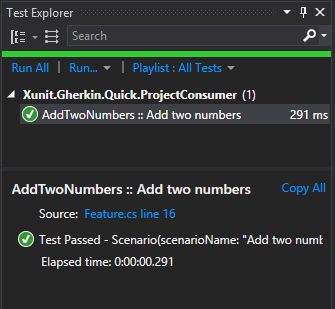 Test Explorer
Search
Run All | Run... | Playlist : All Tests
Xunit.Gherkin.Quick.ProjectConsumer (1)
AddTwoNumbers :: Add two numbers 291 ms
AddTwoNumbers :: Add two numbers Copy All
Source: Feature.cs line 16
Test Passed - Scenario(scenarioName: "Add two numb
Elapsed time: 0:00:00.291